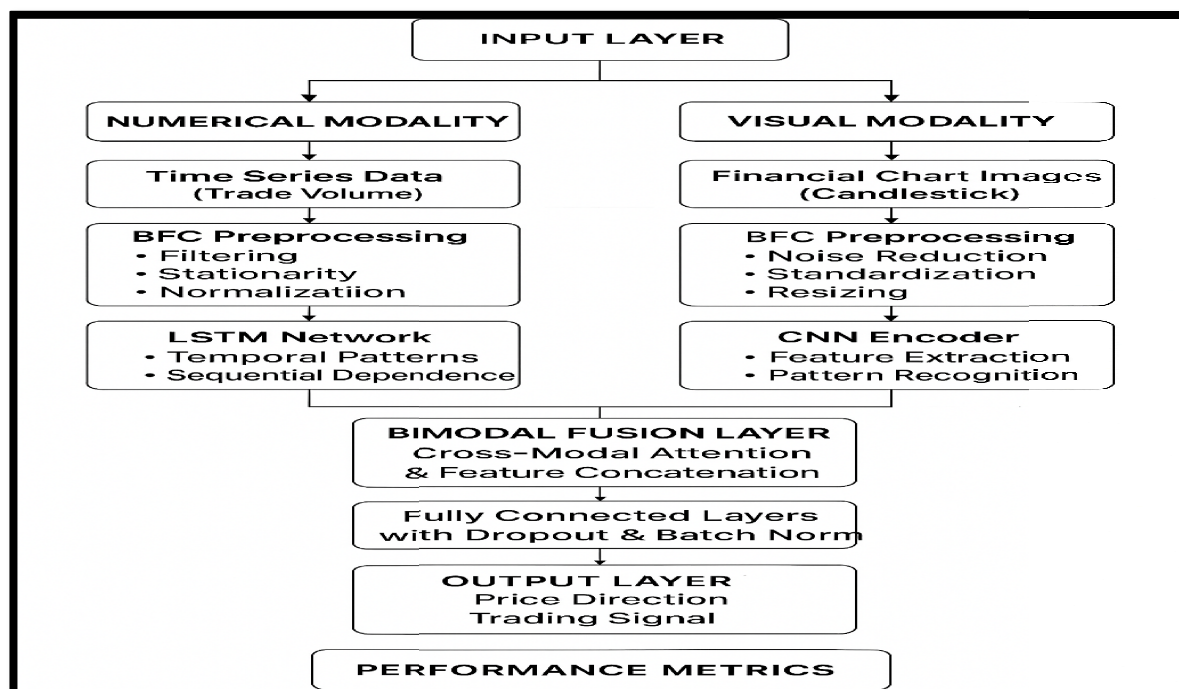 INPUT LAYER
NUMERICAL MODALITY
Time Series Data
(Trade Volume)
BFC Preprocessing
• Filtering
• Stationarity
• Normalizatiion
LSTM Network
• Temporal Patterns
• Sequential Dependence
VISUAL MODALITY
Financial Chart Images
(Candlestick)
BFC Preprocessing
• Noise Reduction
• Standardization
• Resizing
CNN Encoder
• Feature Extraction
• Pattern Recognition
BIMODAL FUSION LAYER
Cross-Modal Attention
& Feature Concatenation
Fully Connected Layers
with Dropout & Batch Norm
OUTPUT LAYER
Price Direction
Trading Signal
PERFORMANCE METRICS